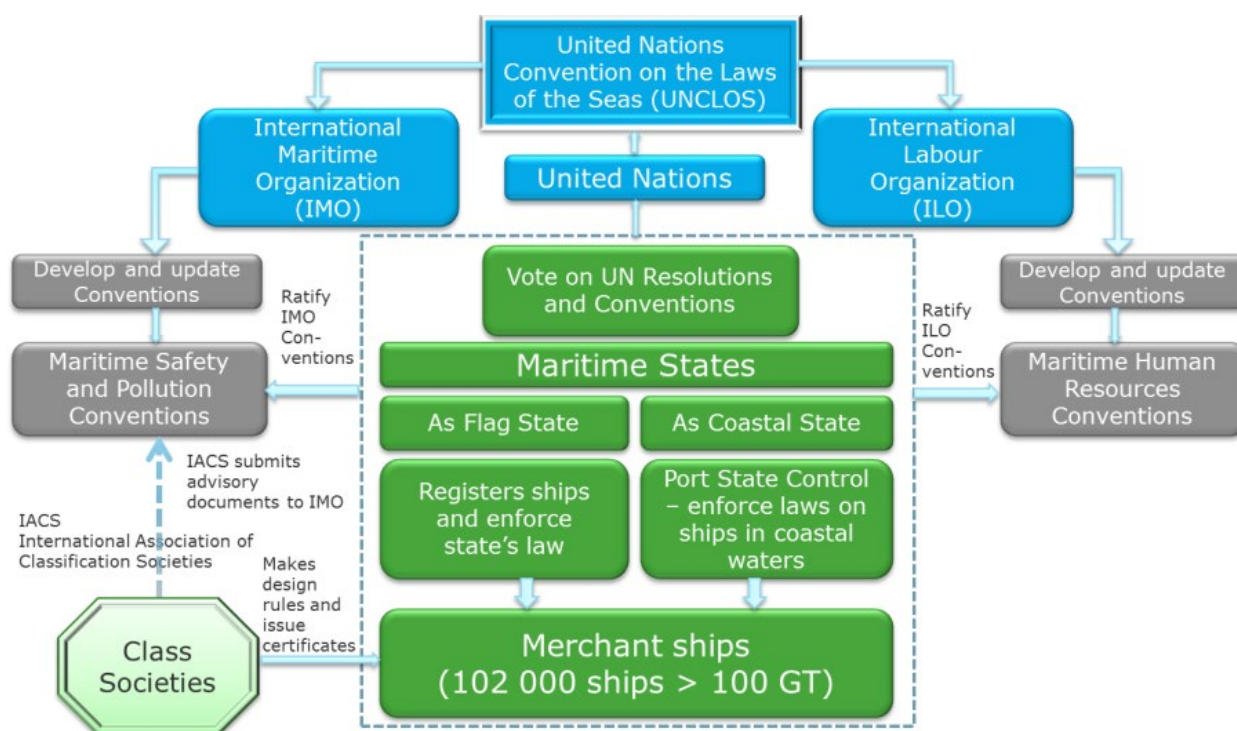 United Nations
Convention on the Laws
of the Seas (UNCLOS)
International
Maritime
Organization
(IMO)
United Nations
International
Labour
Organization
(ILO)
Develop and update
Conventions
Ratify
IMO
Con-
ventions
Vote on UN Resolutions
and Conventions
Ratify
ILO
Con-
ventions
Develop and update
Conventions
Maritime Safety
and Pollution
Conventions
Maritime States
Maritime Human
Resources
Conventions
As Flag State
As Coastal State
IACS submits
advisory
documents to IMO
Registers ships
and enforce
state's law
Port State Control
– enforce laws on
ships in coastal
waters
IACS
International Association of
Classification Societies
Makes
design
rules and
issue
certificates
Class
Societies
Merchant ships
(102 000 ships > 100 GT)